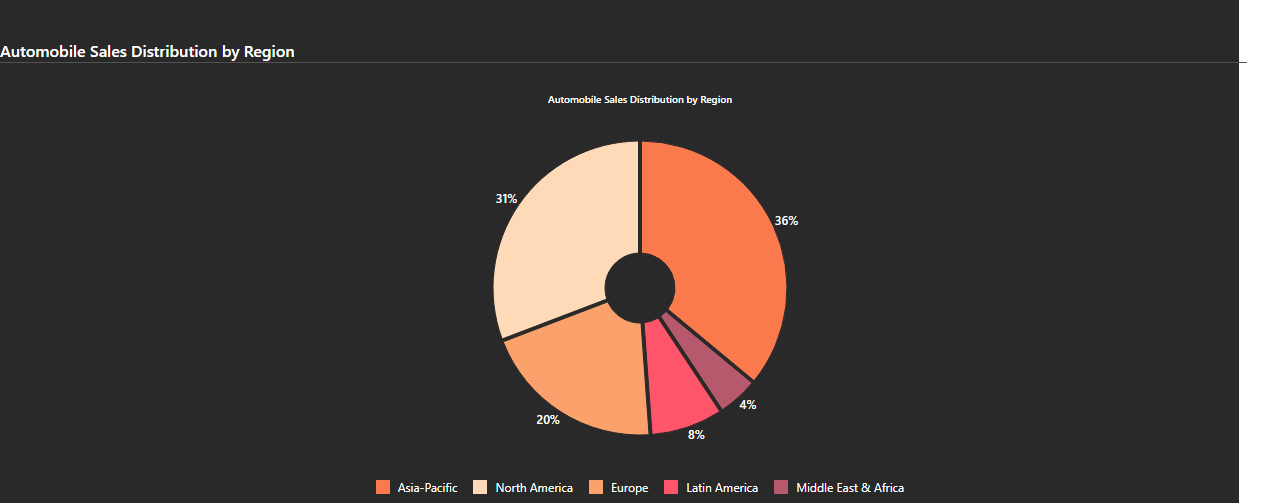 Automobile Sales Distribution by Region
Automobile Sales Distribution by Region
31%
36%
20%
4%
8%
Asia-Pacific North America Europe Latin America Middle East & Africa